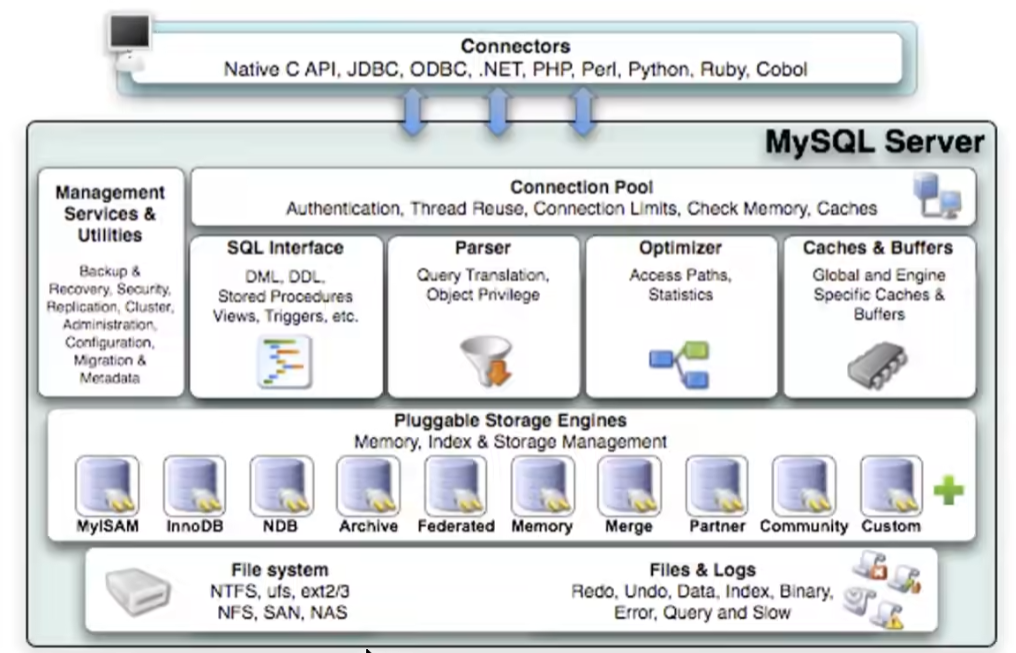 Connectors
Native C API, JDBC, ODBC, .NET, PHP, Perl, Python, Ruby, Cobol
MySQL Server
Management
Services &
Utilities
Backup &
Recovery, Security,
Replication, Cluster,
Administration,
Configuration,
Migration &
Metadata
Connection Pool
Authentication, Thread Reuse, Connection Limits, Check Memory, Caches
SQL Interface
DML, DDL,
Stored Procedures
Views, Triggers, etc.
Parser
Query Translation,
Object Privilege
Optimizer
Access Paths,
Statistics
Caches & Buffers
Global and Engine
Specific Caches &
Buffers
Pluggable Storage Engines
Memory, Index & Storage Management
MyISAM
InnoDB
NDB
Archive
Federated
Memory
Merge
Partner
Community
Custom
File system
NTFS, ufs, ext2/3
NFS, SAN, NAS
Files & Logs
Redo, Undo, Data, Index, Binary,
Error, Query and Slow